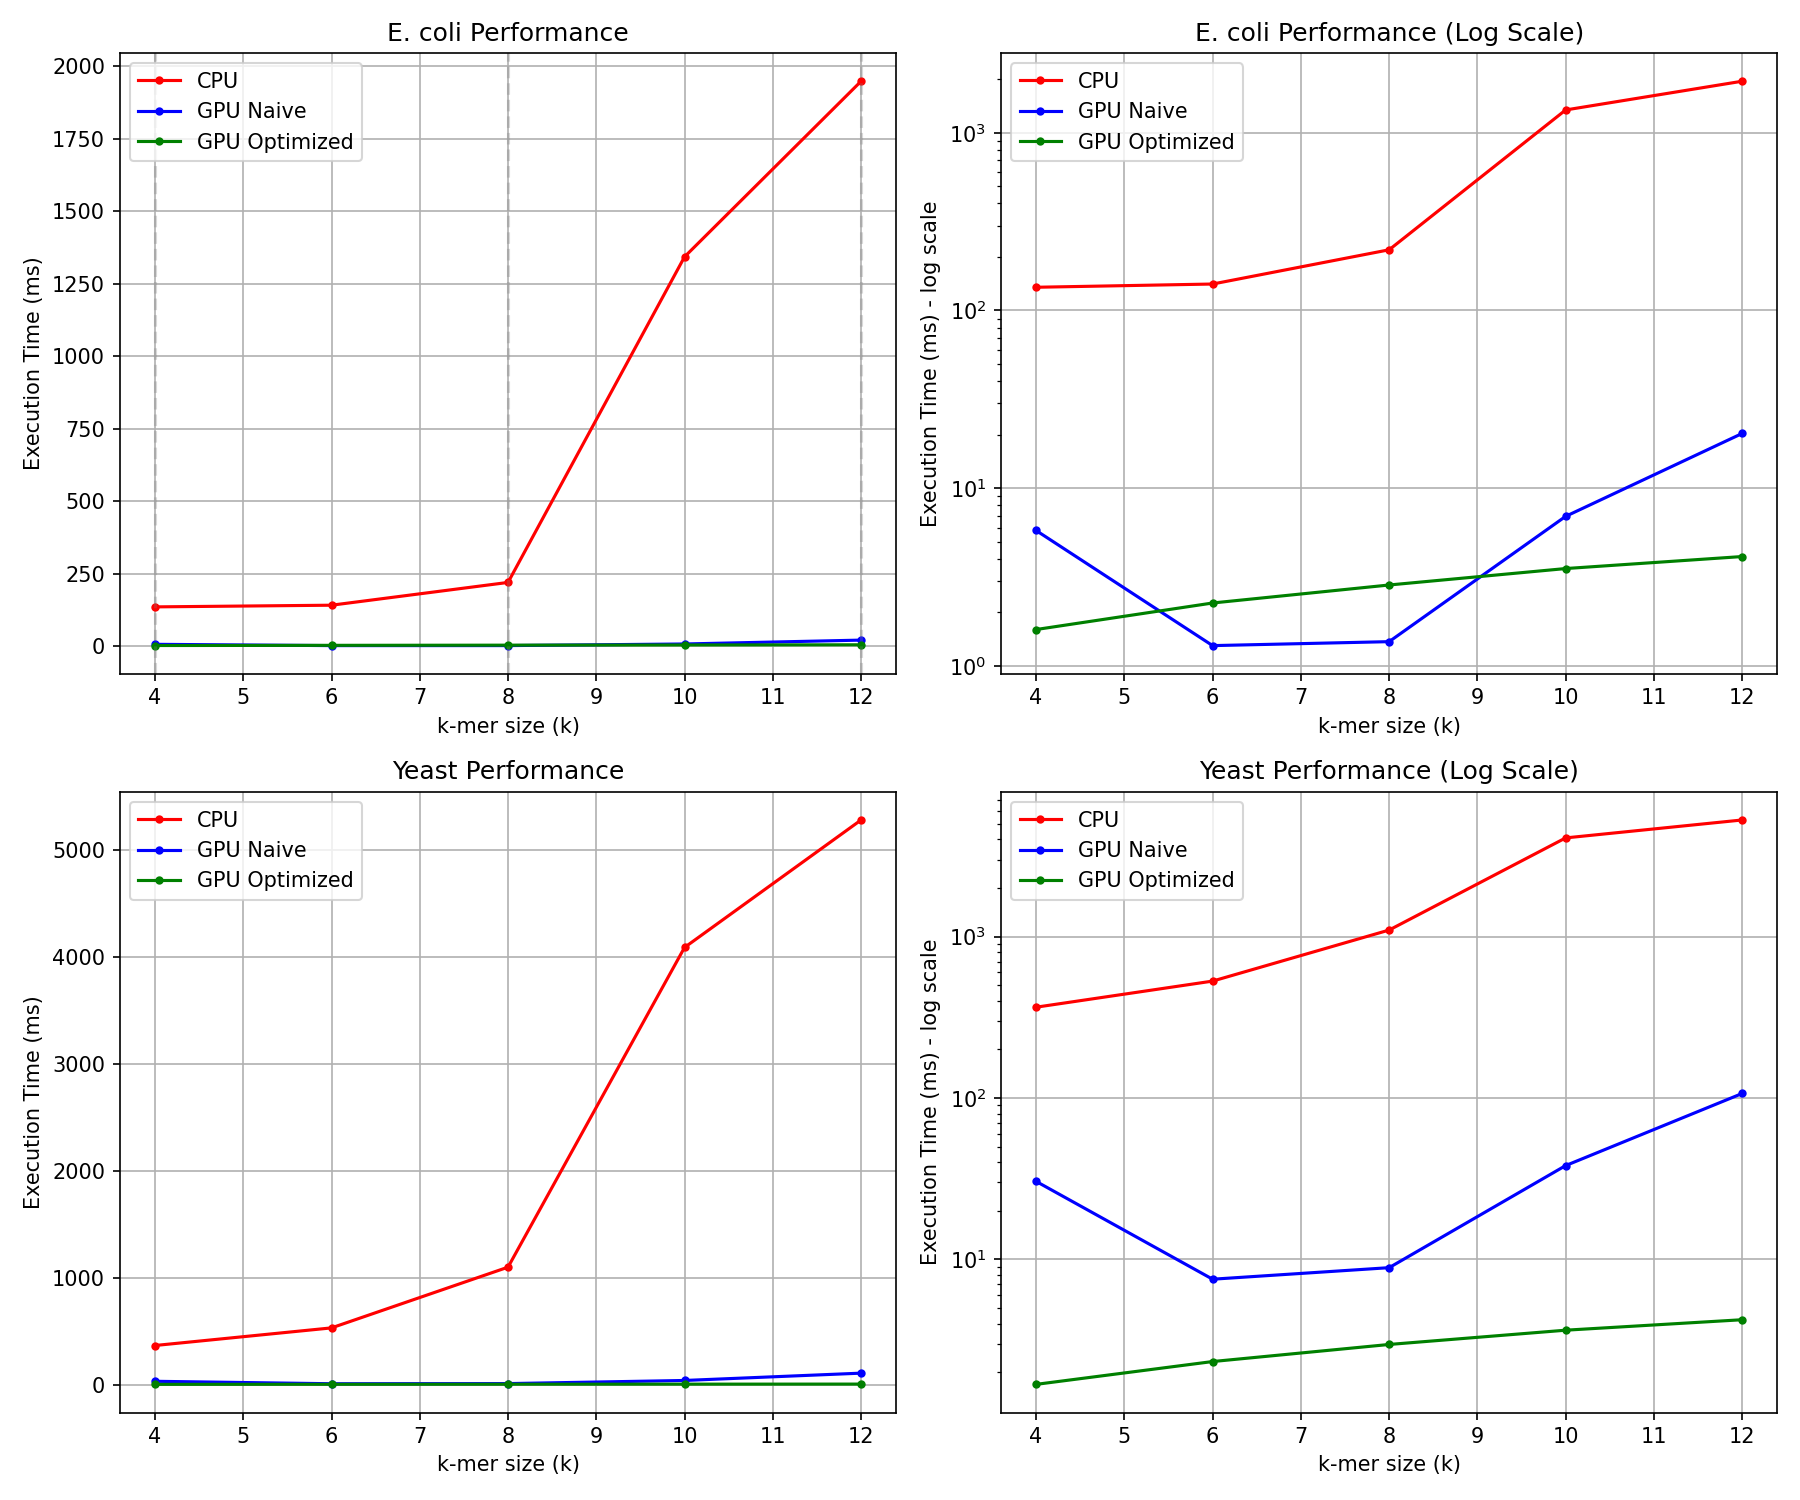 E. coli Performance
E. coli Performance (Log Scale)
2000
1750
1500
1250
1000
750
500
250
0
Execution Time (ms)
CPU
GPU Naive
GPU Optimized
4 5 6 7 8 9 10 11 12
k-mer size (k)
10³
10²
10¹
10⁰
Execution Time (ms) - log scale
CPU
GPU Naive
GPU Optimized
4 5 6 7 8 9 10 11 12
k-mer size (k)
Yeast Performance
Yeast Performance (Log Scale)
5000
4000
3000
2000
1000
0
Execution Time (ms)
CPU
GPU Naive
GPU Optimized
4 5 6 7 8 9 10 11 12
k-mer size (k)
10³
10²
10¹
Execution Time (ms) - log scale
CPU
GPU Naive
GPU Optimized
4 5 6 7 8 9 10 11 12
k-mer size (k)